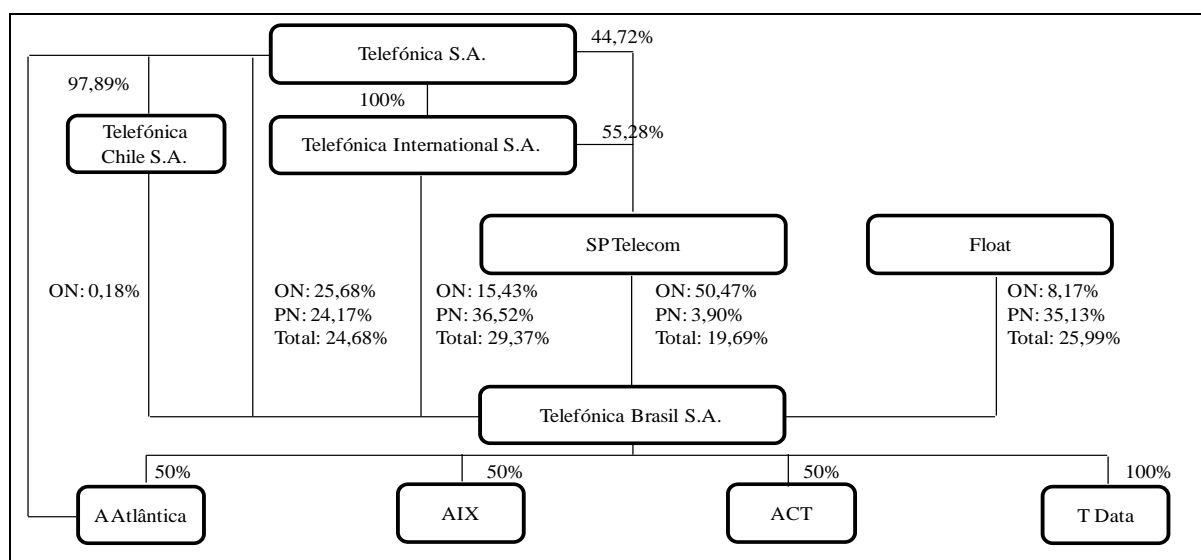 44,72%
Telefónica S.A.
97,89%
100%
Telefónica
Chile S.A.
Telefónica International S.A.
55,28%
SP Telecom
Float
ON: 0,18%
ON: 25,68%
PN: 24,17%
Total: 24,68%
ON: 15,43%
PN: 36,52%
Total: 29,37%
ON: 50,47%
PN: 3,90%
Total: 19,69%
ON: 8,17%
PN: 35,13%
Total: 25,99%
Telefónica Brasil S.A.
50%
50%
50%
100%
A Atlântica
AIX
ACT
T Data